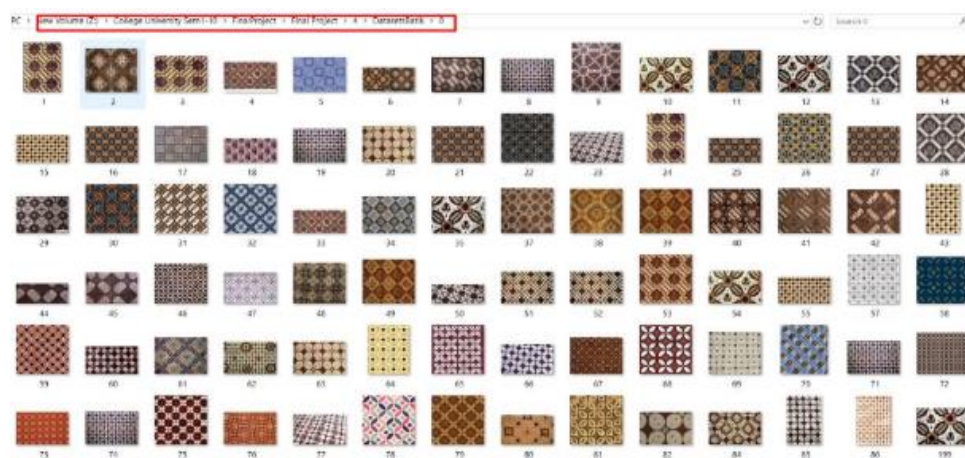 PC > New Volume (Z:) > College University Sem1-10 > FinalProject > Final Project > 4 > DatasetsBatik > 0 Search 0
1 2 3 4 5 6 7 8 9 10 11 12 13 14
15 16 17 18 19 20 21 22 23 24 25 26 27 28
29 30 31 32 33 34 35 37 38 39 40 41 42 43
44 45 46 47 48 49 50 51 52 53 54 55 57 58
59 60 61 62 63 64 65 66 67 68 69 70 71 72
73 74 75 76 77 78 79 80 81 82 84 85 86